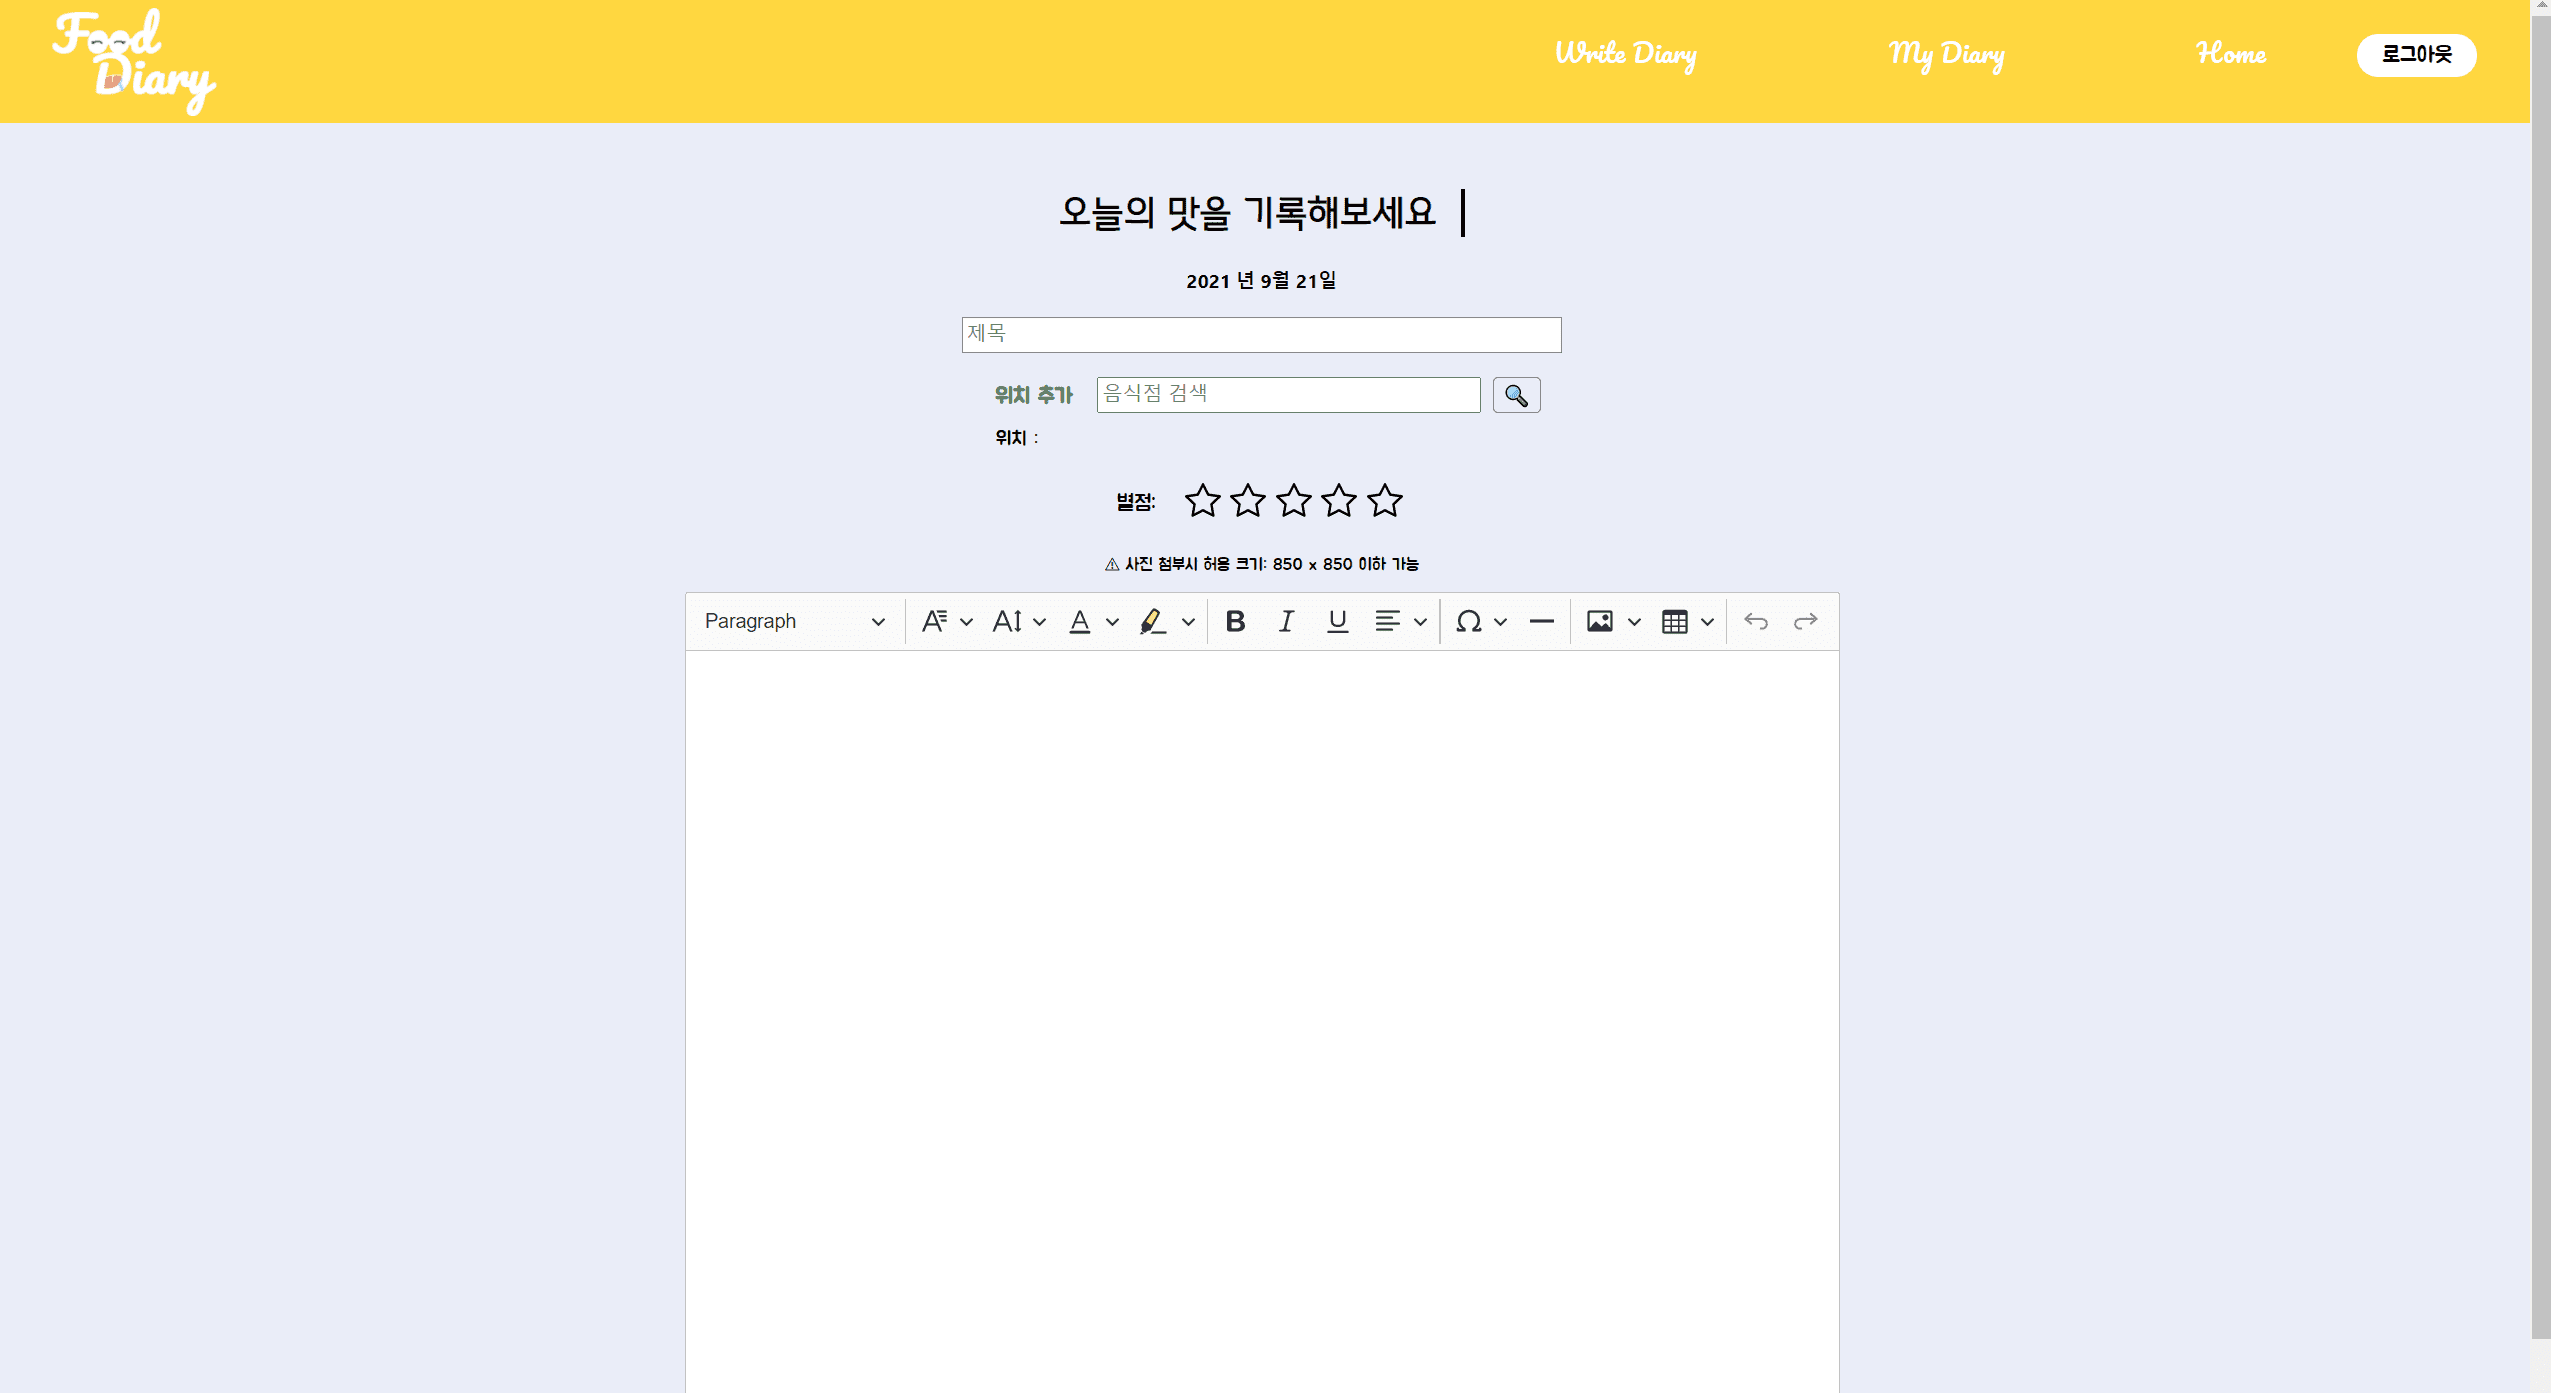 Food
Diary
Write Diary
My Diary
Home
로그아웃
오늘의 맛을 기록해보세요
2021 년 9월 21일
제목
위치 추가
음식점 검색
위치 :
별점:
⚠ 사진 첨부시 허용 크기: 850 x 850 이하 가능
Paragraph